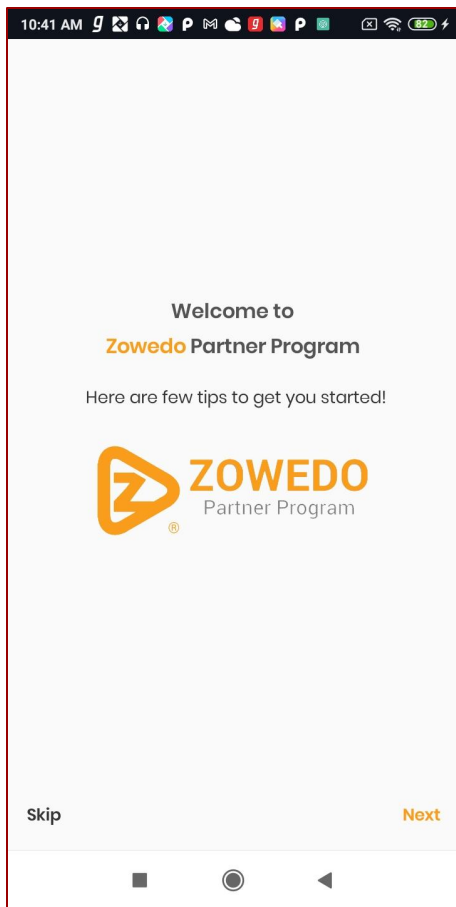 10:41 AM
82
Welcome to
Zowedo Partner Program
Here are few tips to get you started!
Z
®
ZOWEDO
Partner Program
Skip
Next